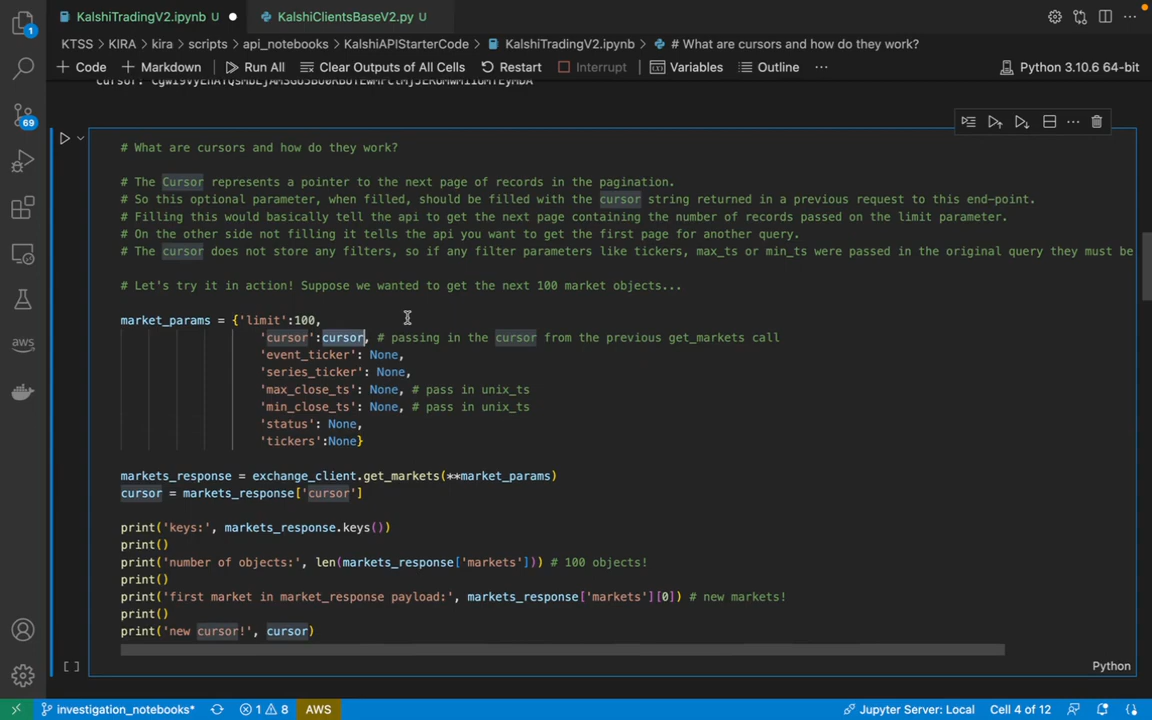 KalshiTradingV2.ipynb U
KalshiClientsBaseV2.py U
1
KTSS > KIRA > kira > scripts > api_notebooks > KalshiAPIStarterCode > KalshiTradingV2.ipynb > # What are cursors and how do they work?
+ Code + Markdown Run All Clear Outputs of All Cells Restart Interrupt Variables Outline ··· Python 3.10.6 64-bit
# What are cursors and how do they work?
69
# The Cursor represents a pointer to the next page of records in the pagination.
# So this optional parameter, when filled, should be filled with the cursor string returned in a previous request to this end-point.
# Filling this would basically tell the api to get the next page containing the number of records passed on the limit parameter.
# On the other side not filling it tells the api you want to get the first page for another query.
# The cursor does not store any filters, so if any filter parameters like tickers, max_ts or min_ts were passed in the original query they must be
# Let's try it in action! Suppose we wanted to get the next 100 market objects...
market_params = {'limit':100,
'cursor':cursor, # passing in the cursor from the previous get_markets call
'event_ticker': None,
'series_ticker': None,
aws
'max_close_ts': None, # pass in unix_ts
'min_close_ts': None, # pass in unix_ts
'status': None,
'tickers':None}
markets_response = exchange_client.get_markets(**market_params)
cursor = markets_response['cursor']
print('keys:', markets_response.keys())
print()
print('number of objects:', len(markets_response['markets'])) # 100 objects!
print()
print('first market in market_response payload:', markets_response['markets'][0]) # new markets!
print()
print('new cursor!', cursor)
[ ] Python
investigation_notebooks* 1 8 AWS Jupyter Server: Local Cell 4 of 12